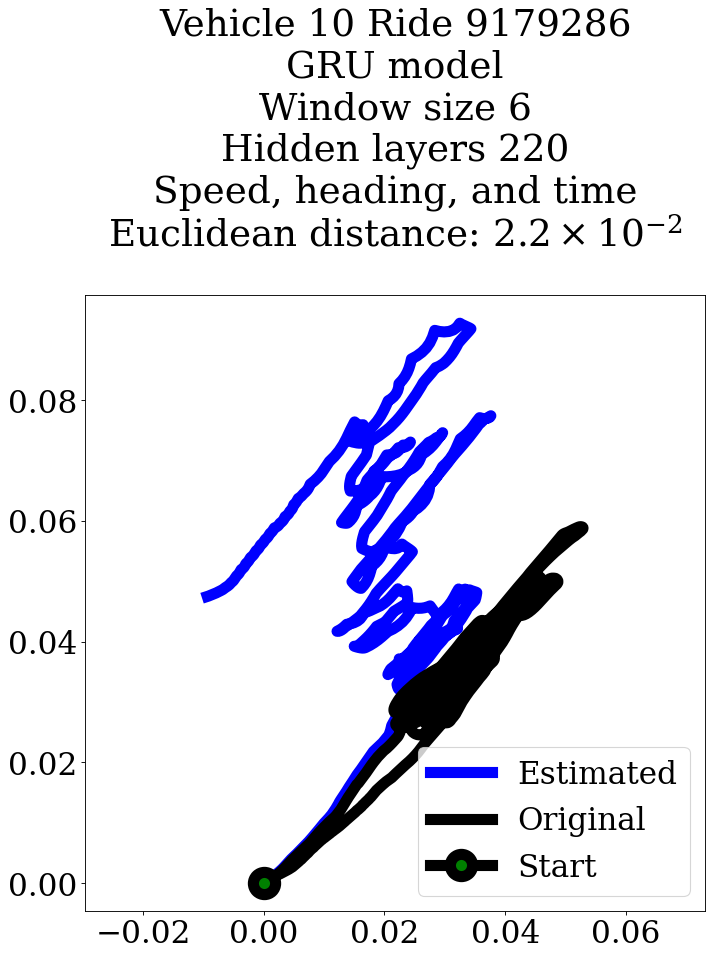 Vehicle 10 Ride 9179286
GRU model
Window size 6
Hidden layers 220
Speed, heading, and time
Euclidean distance: 2.2 × 10⁻²
0.08
0.06
0.04
0.02
0.00
Estimated
Original
Start
−0.02 0.00 0.02 0.04 0.06